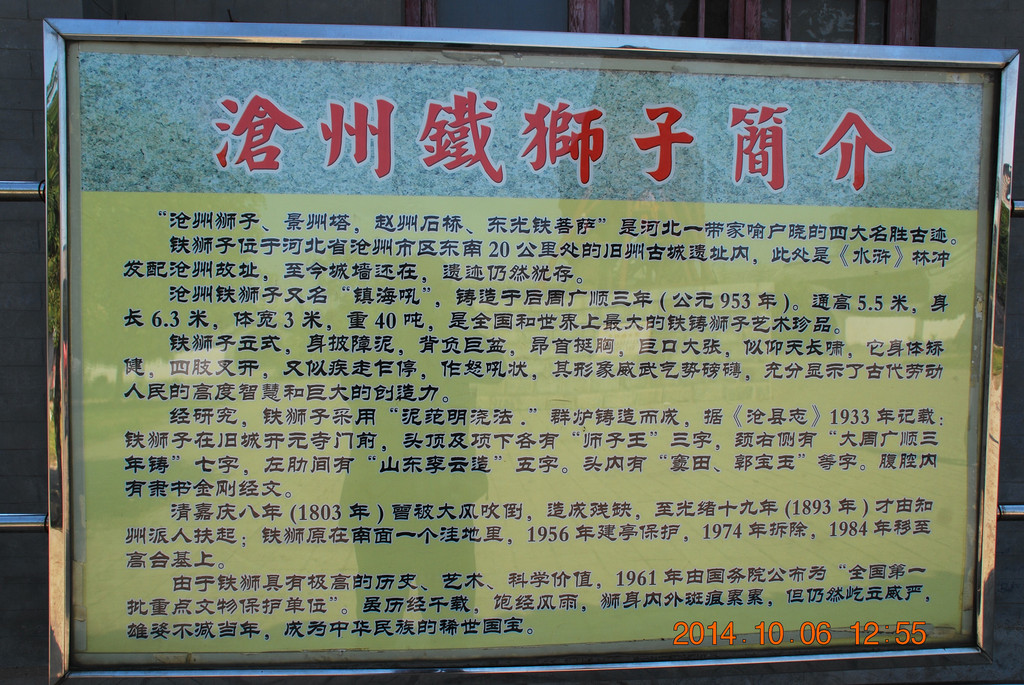 滄州鐵獅子簡介
“沧州狮子、景州塔，赵州石桥、东光铁菩萨”是河北一带家喻户晓的四大名胜古迹。
铁狮子位于河北省沧州市区东南20公里处的旧州古城遗址内，此处是《水浒》林冲
发配沧州故址，至今城墙还在，遗迹仍然犹存。
沧州铁狮子又名“镇海吼”，铸造于后周广顺三年(公元953年)。通高5.5米，身
长6.3米，体宽3米，重40吨，是全国和世界上最大的铁铸狮子艺术珍品。
铁狮子立式，身披障泥，背负巨盆，昂首挺胸，巨口大张，似仰天长啸，它身体矫
健，四肢叉开，又似疾走乍停，作怒吼状，其形象威武气势磅礴，充分显示了古代劳动
人民的高度智慧和巨大的创造力。
经研究，铁狮子采用“泥范明浇法．”群炉铸造而成，据《沧县志》1933年记载：
铁狮子在旧城开元寺门前，头顶及项下各有“师子王”三字，颈右侧有“大周广顺三
年铸”七字，左肋间有“山东李云造”五字。头内有“窦田、郭宝玉”等字。腹腔内
有隶书金刚经文。
清嘉庆八年(1803年)曾被大风吹倒，造成残缺，至光绪十九年(1893年)才由知
州派人扶起；铁狮原在南面一个洼地里，1956年建亭保护，1974年拆除，1984年移至
高台基上。
由于铁狮具有极高的历史、艺术、科学价值，1961年由国务院公布为“全国第一
批重点文物保护单位”。虽历经千载，饱经风雨，狮身内外斑痕累累，但仍然屹立威严，
雄姿不减当年，成为中华民族的稀世国宝。
2014.10.06 12:55